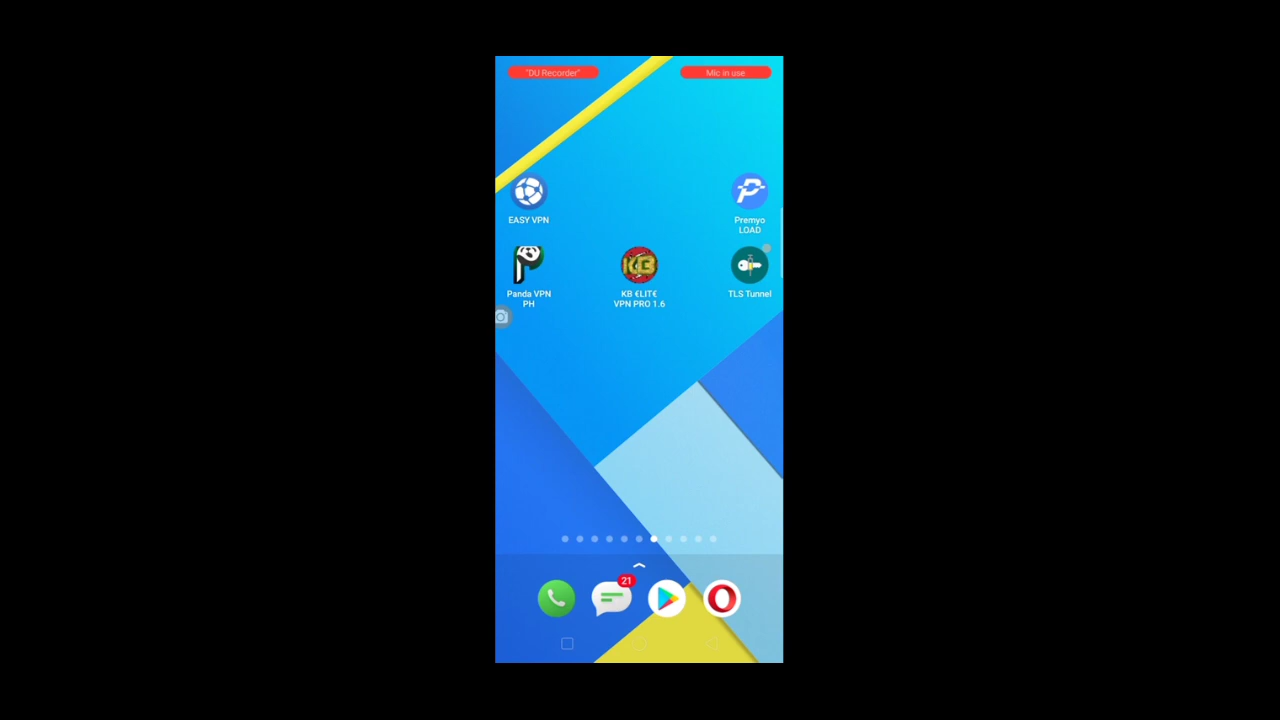 "DU Recorder" Mic in use
EASY VPN
Premyo
LOAD
Panda VPN
PH
KB €LIT€
VPN PRO 1.6
TLS Tunnel
KB
21